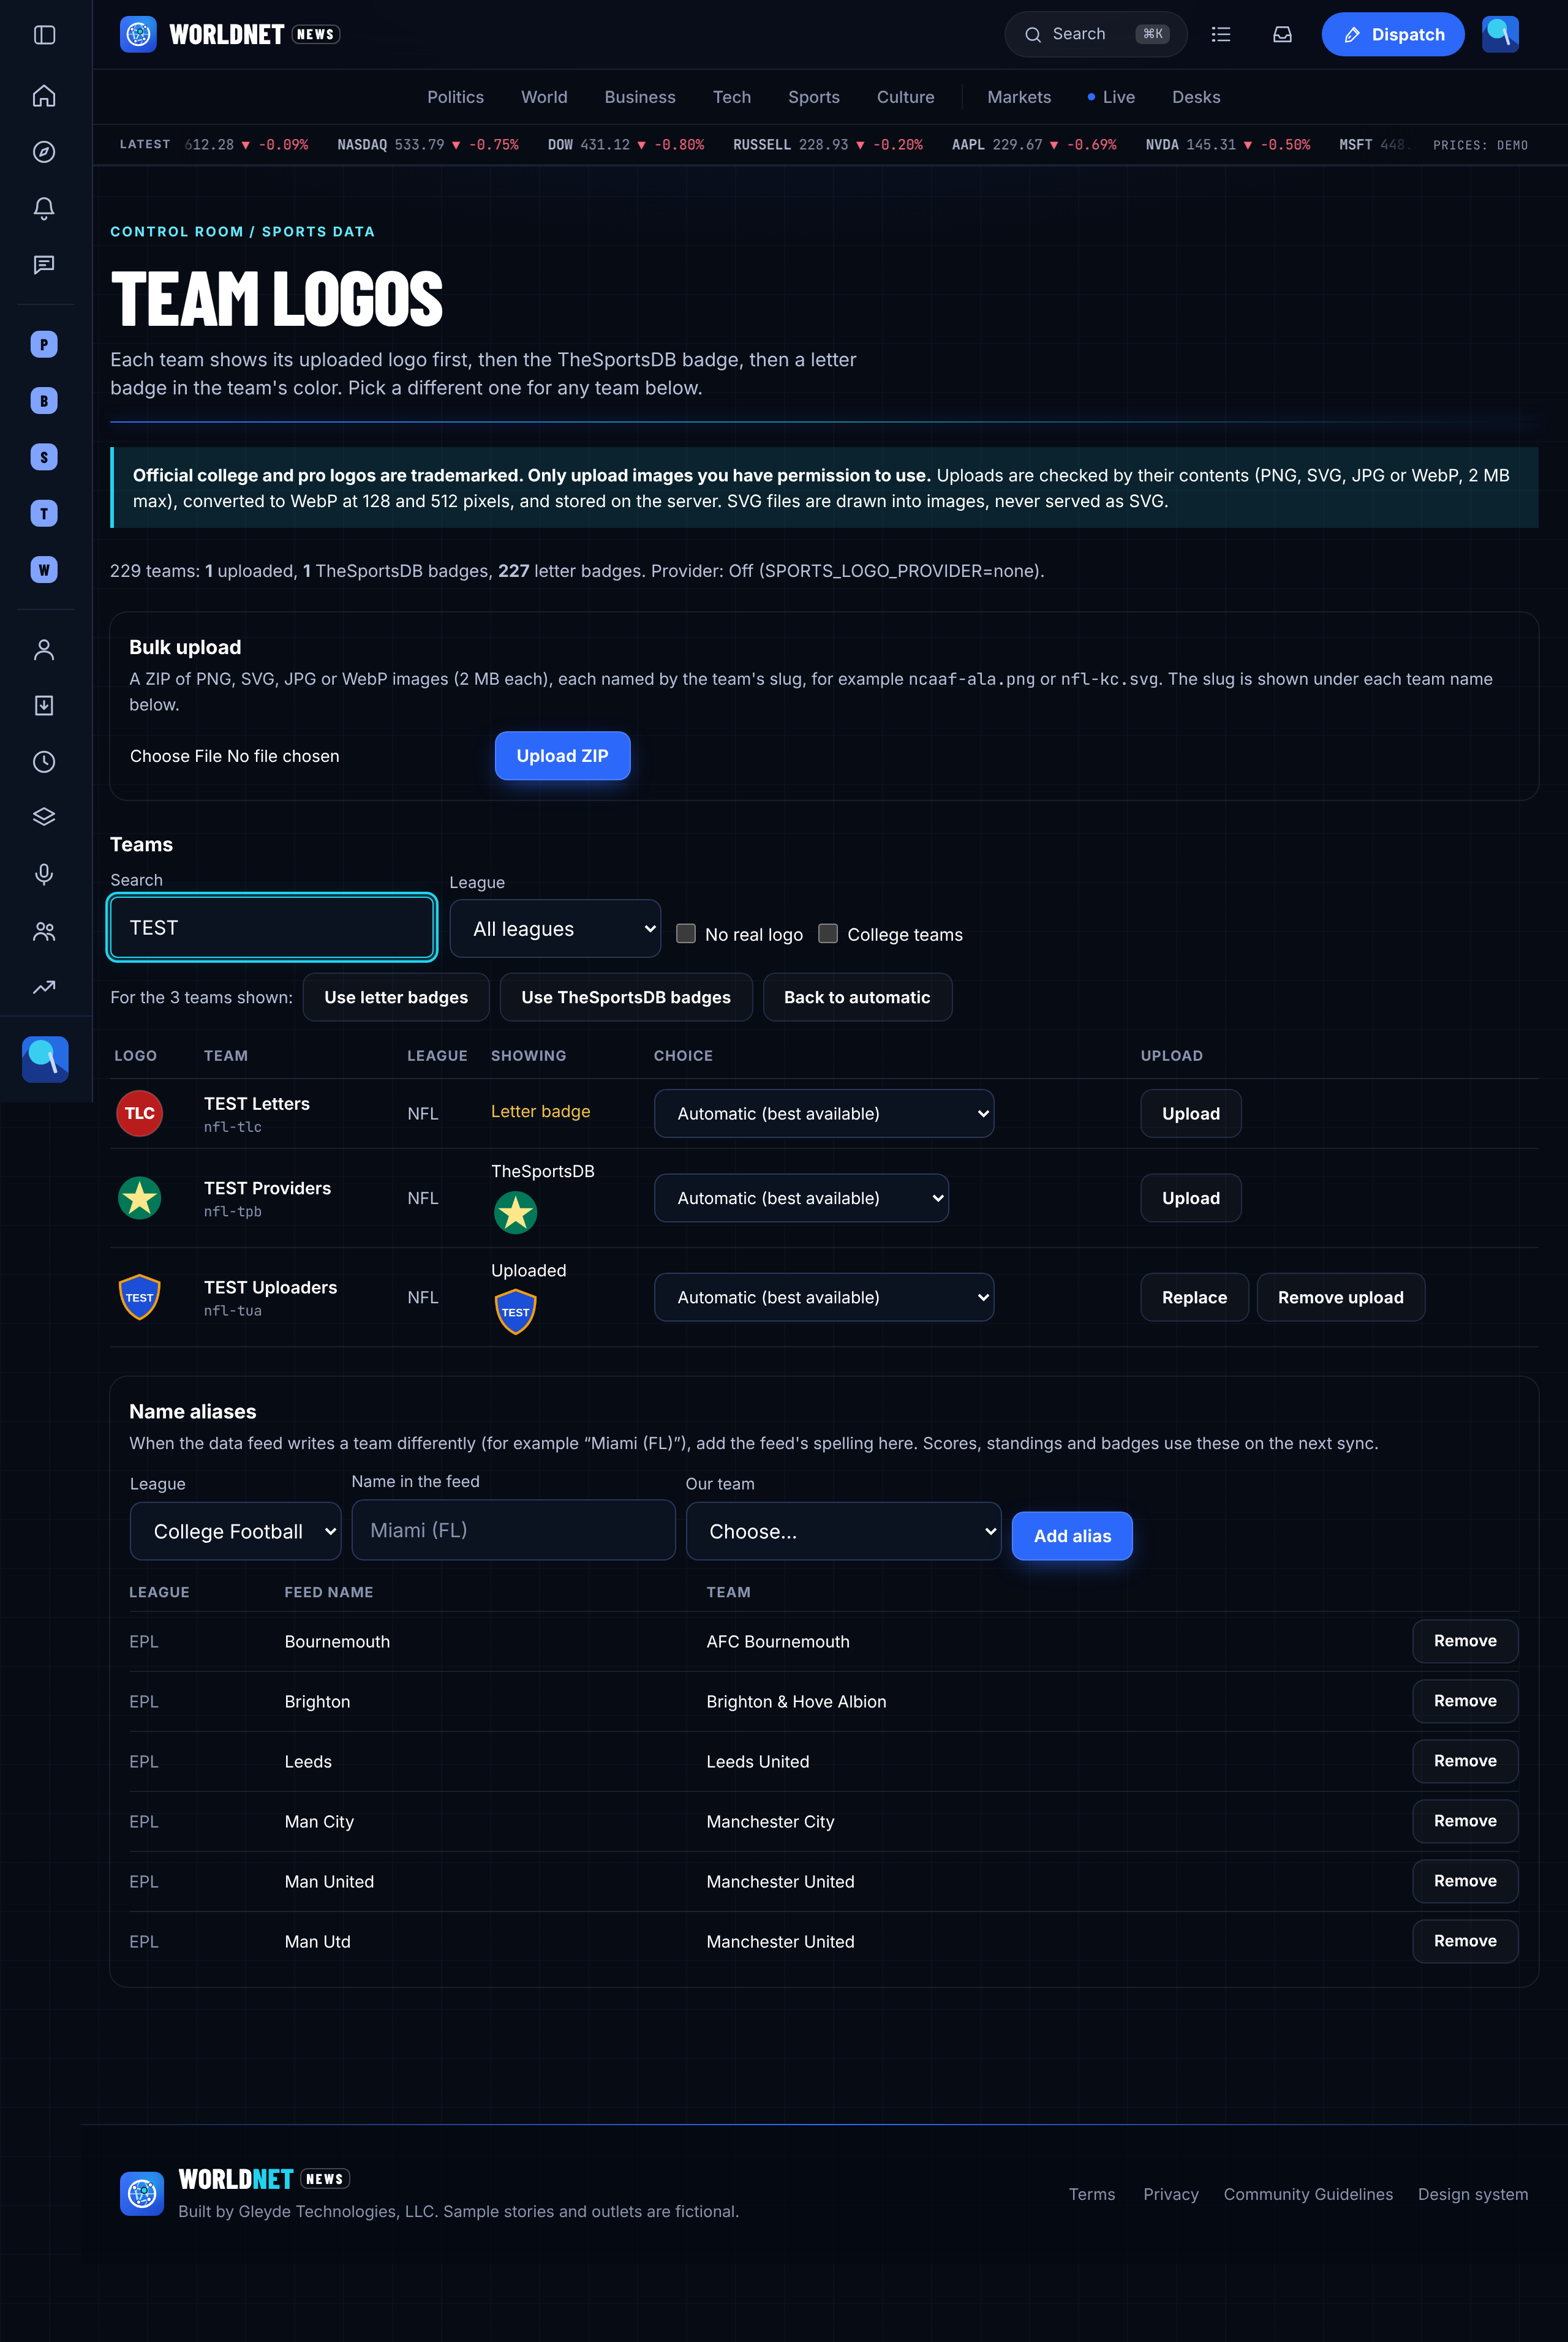 WORLDNET NEWS
Search ⌘K
Dispatch
Politics World Business Tech Sports Culture Markets Live Desks
LATEST 612.28 ▼ -0.09% NASDAQ 533.79 ▼ -0.75% DOW 431.12 ▼ -0.80% RUSSELL 228.93 ▼ -0.20% AAPL 229.67 ▼ -0.69% NVDA 145.31 ▼ -0.50% MSFT 448. PRICES: DEMO
P
B
S
T
W
CONTROL ROOM / SPORTS DATA
TEAM LOGOS
Each team shows its uploaded logo first, then the TheSportsDB badge, then a letter
badge in the team's color. Pick a different one for any team below.
Official college and pro logos are trademarked. Only upload images you have permission to use. Uploads are checked by their contents (PNG, SVG, JPG or WebP, 2 MB
max), converted to WebP at 128 and 512 pixels, and stored on the server. SVG files are drawn into images, never served as SVG.
229 teams: 1 uploaded, 1 TheSportsDB badges, 227 letter badges. Provider: Off (SPORTS_LOGO_PROVIDER=none).
Bulk upload
A ZIP of PNG, SVG, JPG or WebP images (2 MB each), each named by the team's slug, for example ncaaf-ala.png or nfl-kc.svg. The slug is shown under each team name
below.
Choose File No file chosen
Upload ZIP
Teams
Search
League
TEST
All leagues
No real logo
College teams
For the 3 teams shown:
Use letter badges
Use TheSportsDB badges
Back to automatic
LOGO TEAM LEAGUE SHOWING CHOICE UPLOAD
TLC
TEST Letters
nfl-tlc
NFL
Letter badge
Automatic (best available)
Upload
TEST Providers
nfl-tpb
NFL
TheSportsDB
Automatic (best available)
Upload
TEST
TEST Uploaders
nfl-tua
NFL
Uploaded
TEST
Automatic (best available)
Replace
Remove upload
Name aliases
When the data feed writes a team differently (for example “Miami (FL)”), add the feed's spelling here. Scores, standings and badges use these on the next sync.
League
Name in the feed
Our team
College Football
Miami (FL)
Choose...
Add alias
LEAGUE FEED NAME TEAM
EPL Bournemouth AFC Bournemouth Remove
EPL Brighton Brighton & Hove Albion Remove
EPL Leeds Leeds United Remove
EPL Man City Manchester City Remove
EPL Man United Manchester United Remove
EPL Man Utd Manchester United Remove
WORLDNET NEWS
Built by Gleyde Technologies, LLC. Sample stories and outlets are fictional.
Terms Privacy Community Guidelines Design system